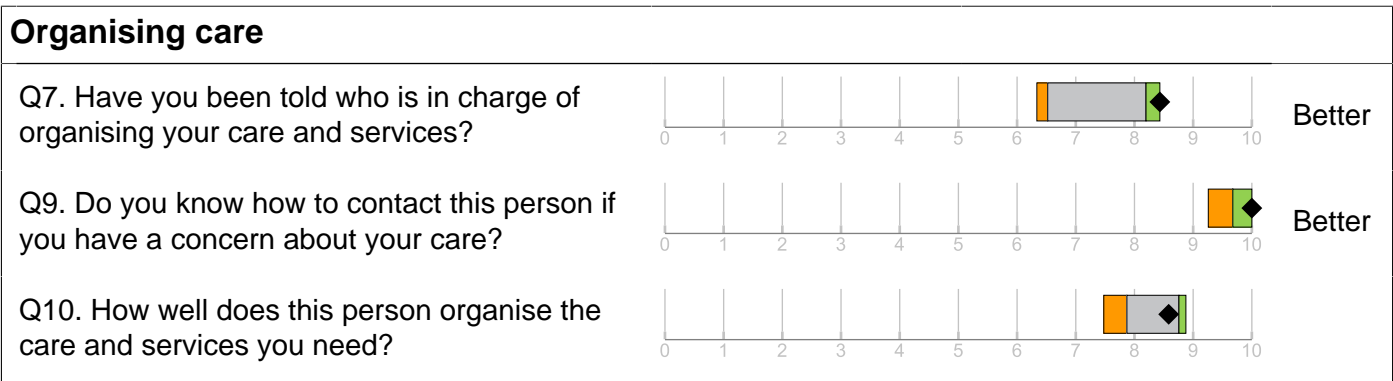 Organising care
Q7. Have you been told who is in charge of
organising your care and services?
0 1 2 3 4 5 6 7 8 9 10
Better
Q9. Do you know how to contact this person if
you have a concern about your care?
0 1 2 3 4 5 6 7 8 9 10
Better
Q10. How well does this person organise the
care and services you need?
0 1 2 3 4 5 6 7 8 9 10